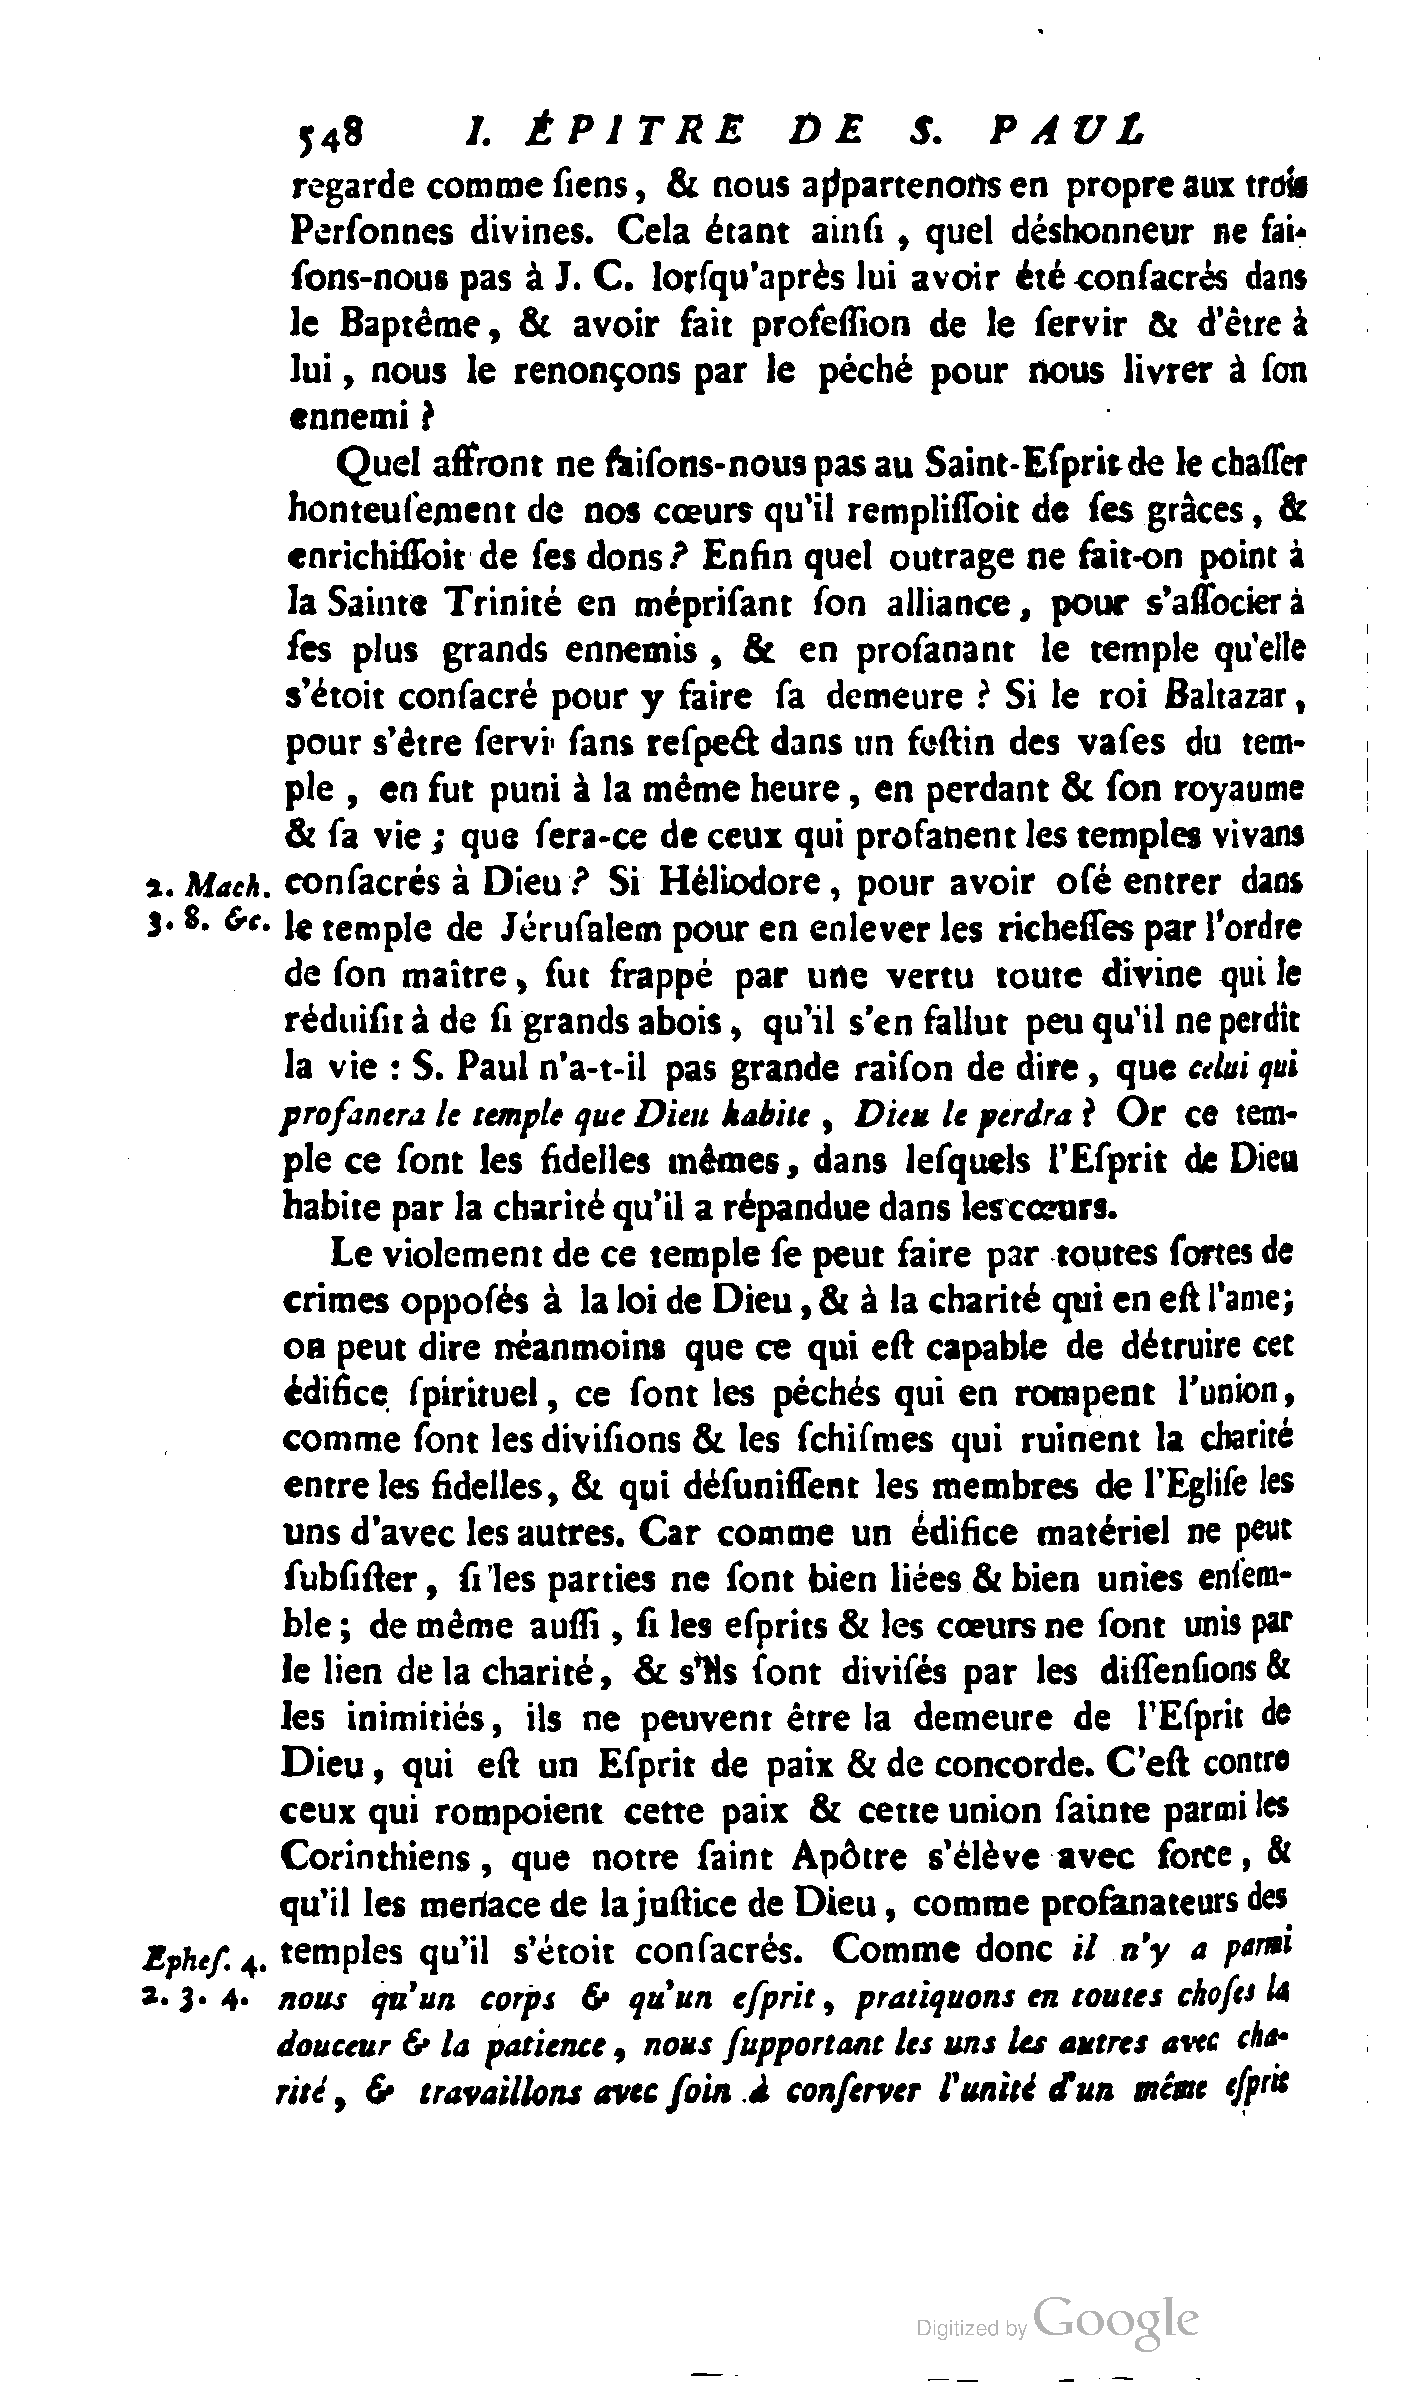 548 I. ÉPITRE DE S. PAUL
regarde comme ſiens, & nous appartenons en propre aux trois
Perſonnes divines. Cela étant ainſi, quel déshonneur ne fai-
ſons-nous pas à J. C. lorſqu'après lui avoir été conſacrés dans
le Baptême, & avoir fait profeſſion de le ſervir & d'être à
lui, nous le renonçons par le péché pour nous livrer à ſon
ennemi ?
Quel affront ne faiſons-nous pas au Saint-Eſprit de le chaſſer
honteuſement de nos cœurs qu'il rempliſſoit de ſes grâces, &
enrichiſſoit de ſes dons ? Enfin quel outrage ne fait-on point à
la Sainte Trinité en mépriſant ſon alliance, pour s'aſſocier à
ſes plus grands ennemis, & en profanant le temple qu'elle
s'étoit conſacré pour y faire ſa demeure ? Si le roi Baltazar,
pour s'être ſervi ſans reſpect dans un feſtin des vaſes du tem-
ple, en fut puni à la même heure, en perdant & ſon royaume
& ſa vie ; que ſera-ce de ceux qui profanent les temples vivans
2. Mach. conſacrés à Dieu ? Si Héliodore, pour avoir oſé entrer dans
3. 8. &c. le temple de Jéruſalem pour en enlever les richeſſes par l'ordre
de ſon maître, fut frappé par une vertu toute divine qui le
réduiſit à de ſi grands abois, qu'il s'en fallut peu qu'il ne perdît
la vie : S. Paul n'a-t-il pas grande raiſon de dire, que celui qui
profanera le temple que Dieu habite, Dieu le perdra ? Or ce tem-
ple ce ſont les fidelles mêmes, dans leſquels l'Eſprit de Dieu
habite par la charité qu'il a répandue dans les cœurs.
Le violement de ce temple ſe peut faire par toutes ſortes de
crimes oppoſés à la loi de Dieu, & à la charité qui en eſt l'ame;
on peut dire néanmoins que ce qui eſt capable de détruire cet
édifice ſpirituel, ce ſont les péchés qui en rompent l'union,
comme ſont les diviſions & les ſchiſmes qui ruinent la charité
entre les fidelles, & qui déſuniſſent les membres de l'Egliſe les
uns d'avec les autres. Car comme un édifice matériel ne peut
ſubſiſter, ſi les parties ne ſont bien liées & bien unies enſem-
ble ; de même auſſi, ſi les eſprits & les cœurs ne ſont unis par
le lien de la charité, & s'ils ſont diviſés par les diſſenſions &
les inimitiés, ils ne peuvent être la demeure de l'Eſprit de
Dieu, qui eſt un Eſprit de paix & de concorde. C'eſt contre
ceux qui rompoient cette paix & cette union ſainte parmi les
Corinthiens, que notre ſaint Apôtre s'élève avec force, &
qu'il les menace de la juſtice de Dieu, comme profanateurs des
Epheſ. 4. temples qu'il s'étoit conſacrés. Comme donc il n'y a parmi
2. 3. 4. nous qu'un corps & qu'un eſprit, pratiquons en toutes choſes la
douceur & la patience, nous ſupportant les uns les autres avec cha-
rité, & travaillons avec ſoin à conſerver l'unité d'un même eſprit
Digitized by Google